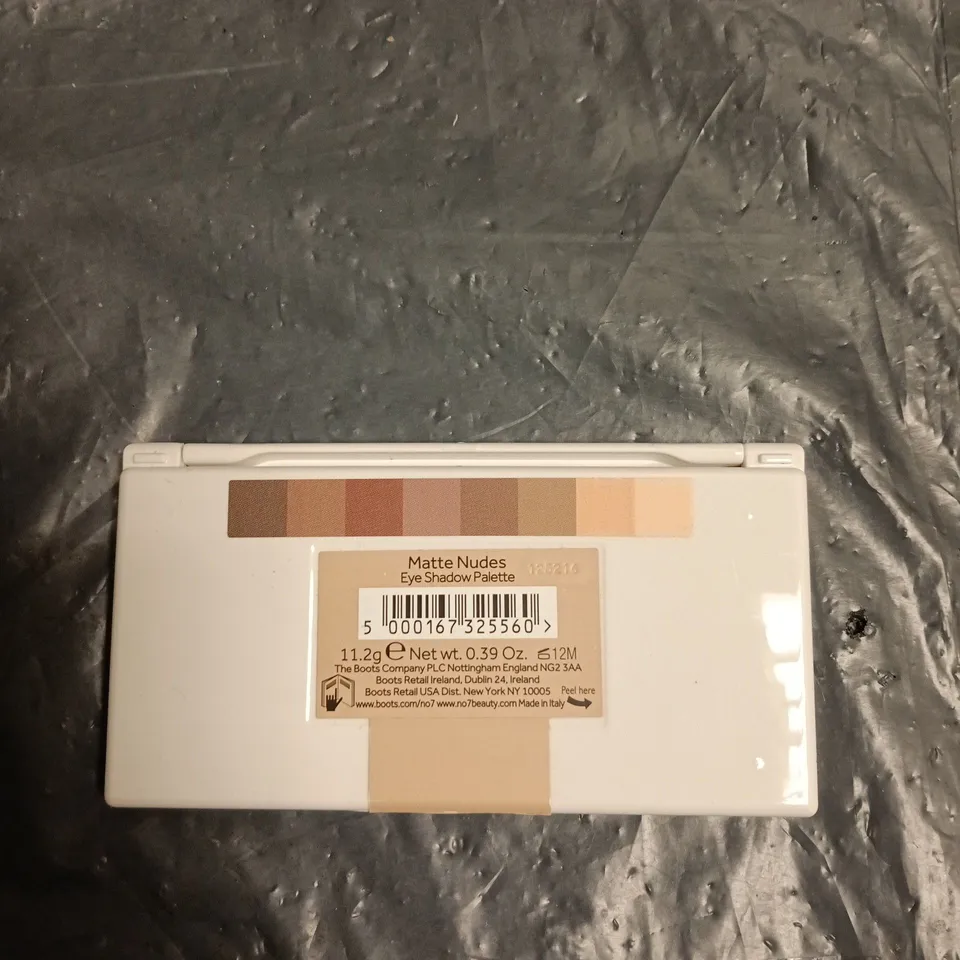 Matte Nudes
Eye Shadow Palette
5 000167 325560 >
11.2g ℮ Net wt. 0.39 Oz. 12M
The Boots Company PLC Nottingham England NG2 3AA
Boots Retail Ireland, Dublin 24, Ireland
Boots Retail USA Dist. New York NY 10005
Peel here
www.boots.com/no7 www.no7beauty.com Made in Italy